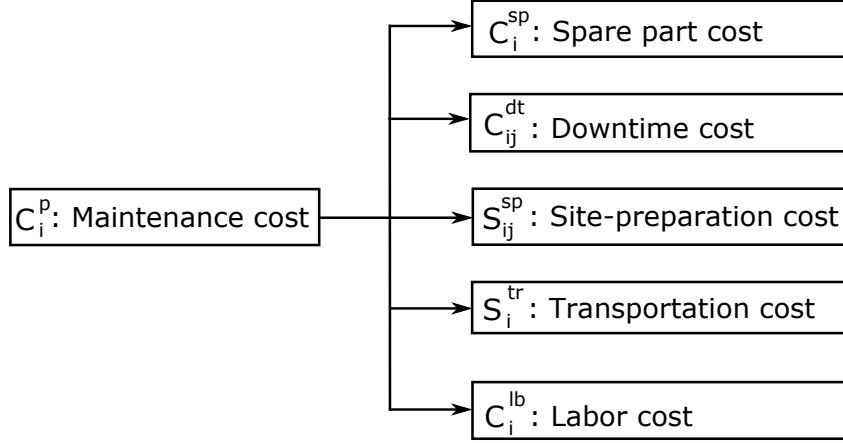 C_i^sp: Spare part cost
C_ij^dt: Downtime cost
C_i^p: Maintenance cost
S_ij^sp: Site-preparation cost
S_i^tr: Transportation cost
C_i^lb: Labor cost